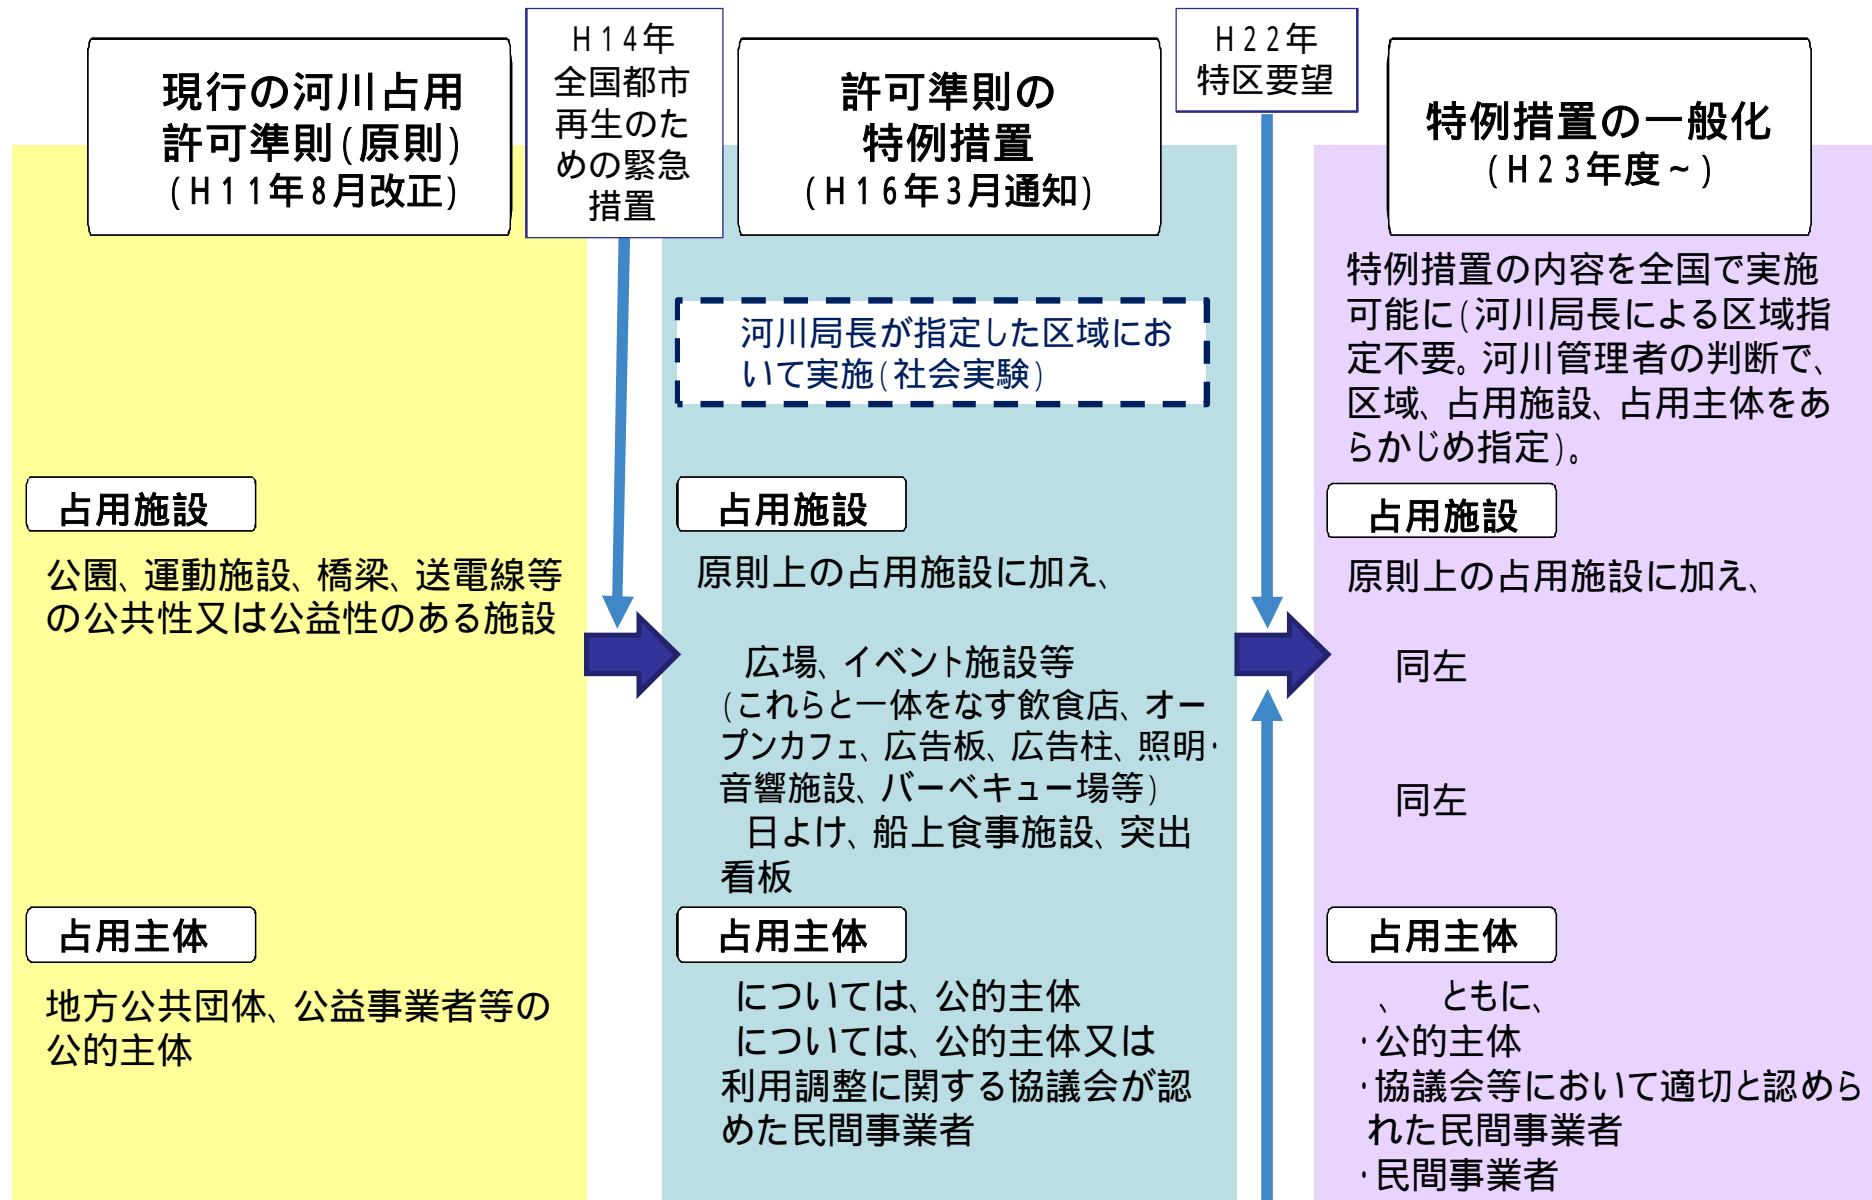 現行の河川占用
許可準則(原則)
(H11年8月改正)
H14年
全国都市
再生のた
めの緊急
措置
許可準則の
特例措置
(H16年3月通知)
H22年
特区要望
特例措置の一般化
(H23年度~)
占用施設
公園、運動施設、橋梁、送電線等
の公共性又は公益性のある施設
占用主体
地方公共団体、公益事業者等の
公的主体
河川局長が指定した区域にお
いて実施(社会実験)
占用施設
原則上の占用施設に加え、
広場、イベント施設等
(これらと一体をなす飲食店、オー
プンカフェ、広告板、広告柱、照明・
音響施設、バーベキュー場等)
日よけ、船上食事施設、突出
看板
占用主体
については、公的主体
については、公的主体又は
利用調整に関する協議会が認
めた民間事業者
特例措置の内容を全国で実施
可能に(河川局長による区域指
定不要。河川管理者の判断で、
区域、占用施設、占用主体をあ
らかじめ指定)。
占用施設
原則上の占用施設に加え、
同左
同左
占用主体
、 ともに、
・公的主体
・協議会等において適切と認めら
れた民間事業者
・民間事業者